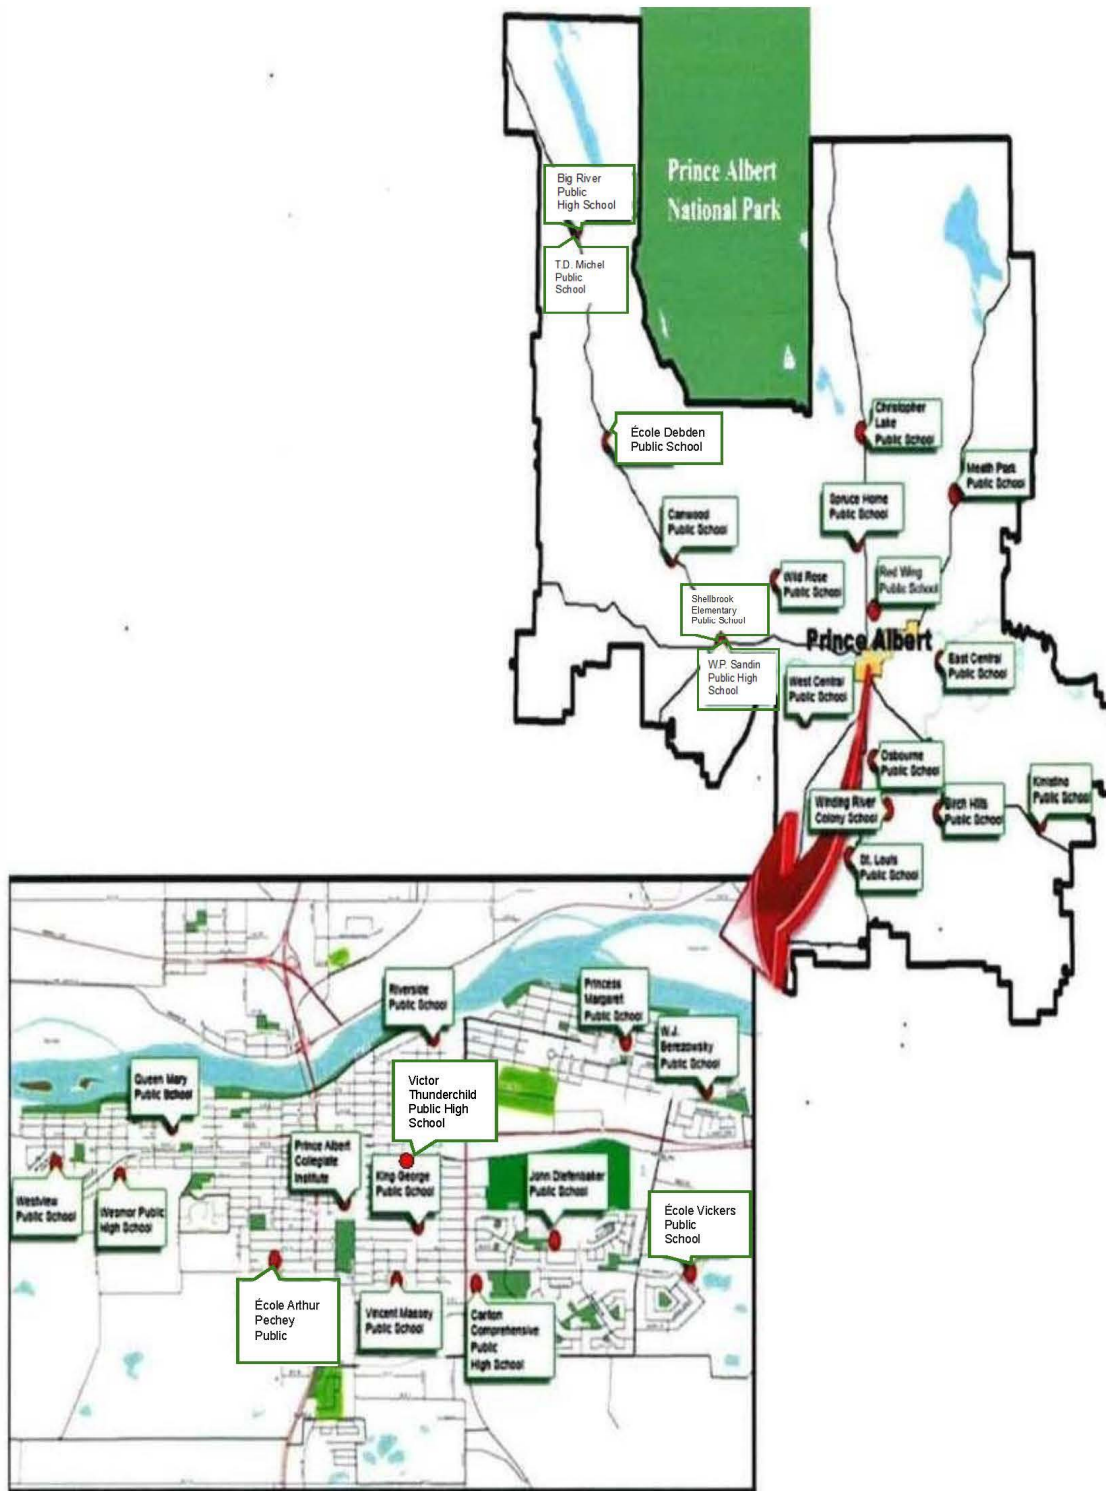 Prince Albert
National Park
Big River
Public
High School
T.D. Michel
Public
School
Christopher
Lake
Public School
École Debden
Public School
Meath Park
Public School
Canwood
Public School
Spruce Home
Public School
Wild Rose
Public School
Red Wing
Public School
Shellbrook
Elementary
Public School
Prince Albert
W.P. Sandin
Public High
School
West Central
Public School
East Central
Public School
Osbourne
Public School
Winding River
Colony School
Birch Hills
Public School
Kinistino
Public School
St. Louis
Public School
Riverside
Public School
Princess
Margaret
Public School
W.J.
Berezowsky
Public School
Queen Mary
Public School
Victor
Thunderchild
Public High
School
Prince Albert
Collegiate
Institute
King George
Public School
John Diefenbaker
Public School
Westview
Public School
Wesmor Public
High School
École Vickers
Public
School
École Arthur
Pechey
Public
Vincent Massey
Public School
Carlton
Comprehensive
Public
High School